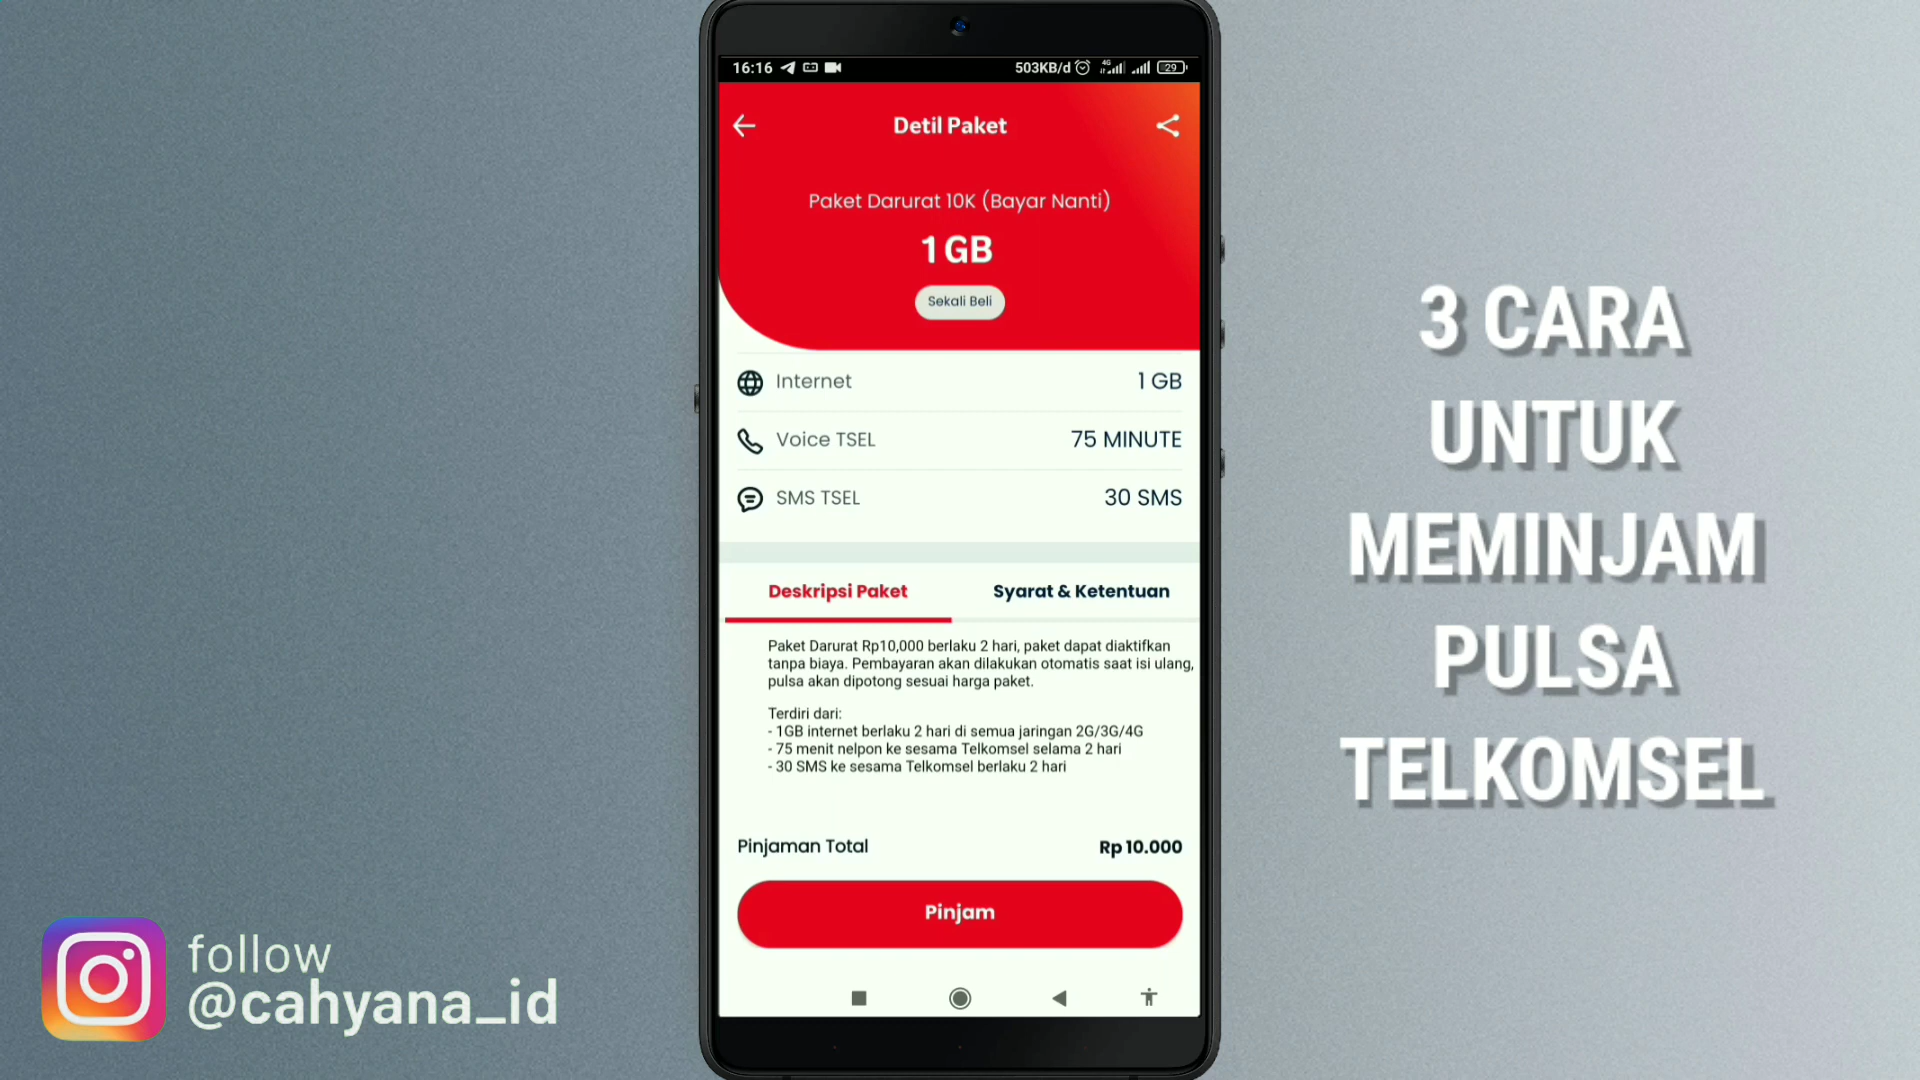 16:16
503KB/d
4G
29
Detil Paket
Paket Darurat 10K (Bayar Nanti)
1 GB
Sekali Beli
Internet
1 GB
Voice TSEL
75 MINUTE
SMS TSEL
30 SMS
Deskripsi Paket
Syarat & Ketentuan
Paket Darurat Rp10,000 berlaku 2 hari, paket dapat diaktifkan
tanpa biaya. Pembayaran akan dilakukan otomatis saat isi ulang,
pulsa akan dipotong sesuai harga paket.
Terdiri dari:
- 1GB internet berlaku 2 hari di semua jaringan 2G/3G/4G
- 75 menit nelpon ke sesama Telkomsel selama 2 hari
- 30 SMS ke sesama Telkomsel berlaku 2 hari
Pinjaman Total
Rp 10.000
Pinjam
3 CARA
UNTUK
MEMINJAM
PULSA
TELKOMSEL
follow
@cahyana_id